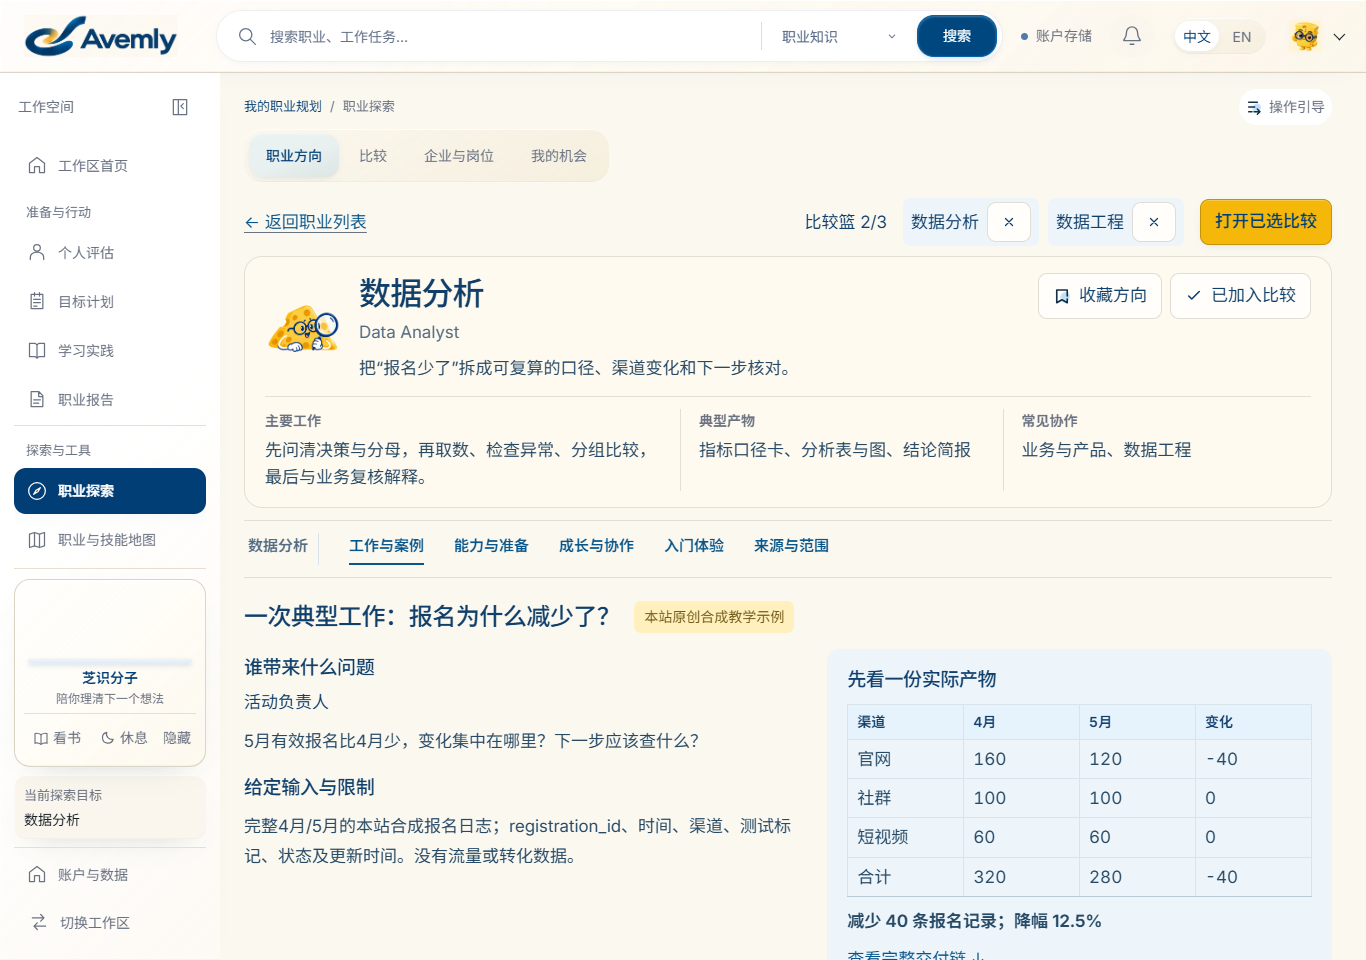 Avemly
搜索职业、工作任务...
职业知识
搜索
账户存储
中文
EN
工作空间
工作区首页
准备与行动
个人评估
目标计划
学习实践
职业报告
探索与工具
职业探索
职业与技能地图
芝识分子
陪你理清下一个想法
看书
休息
隐藏
当前探索目标
数据分析
账户与数据
切换工作区
我的职业规划 / 职业探索
操作引导
职业方向
比较
企业与岗位
我的机会
← 返回职业列表
比较篮 2/3
数据分析 ×
数据工程 ×
打开已选比较
数据分析
Data Analyst
把“报名少了”拆成可复算的口径、渠道变化和下一步核对。
收藏方向
已加入比较
主要工作
先问清决策与分母，再取数、检查异常、分组比较，
最后与业务复核解释。
典型产物
指标口径卡、分析表与图、结论简报
常见协作
业务与产品、数据工程
数据分析
工作与案例
能力与准备
成长与协作
入门体验
来源与范围
一次典型工作：报名为什么减少了？
本站原创合成教学示例
谁带来什么问题
活动负责人
5月有效报名比4月少，变化集中在哪里？下一步应该查什么？
给定输入与限制
完整4月/5月的本站合成报名日志；registration_id、时间、渠道、测试标
记、状态及更新时间。没有流量或转化数据。
先看一份实际产物
渠道 4月 5月 变化
官网 160 120 -40
社群 100 100 0
短视频 60 60 0
合计 320 280 -40
减少 40 条报名记录；降幅 12.5%
查看完整交付链 ↓